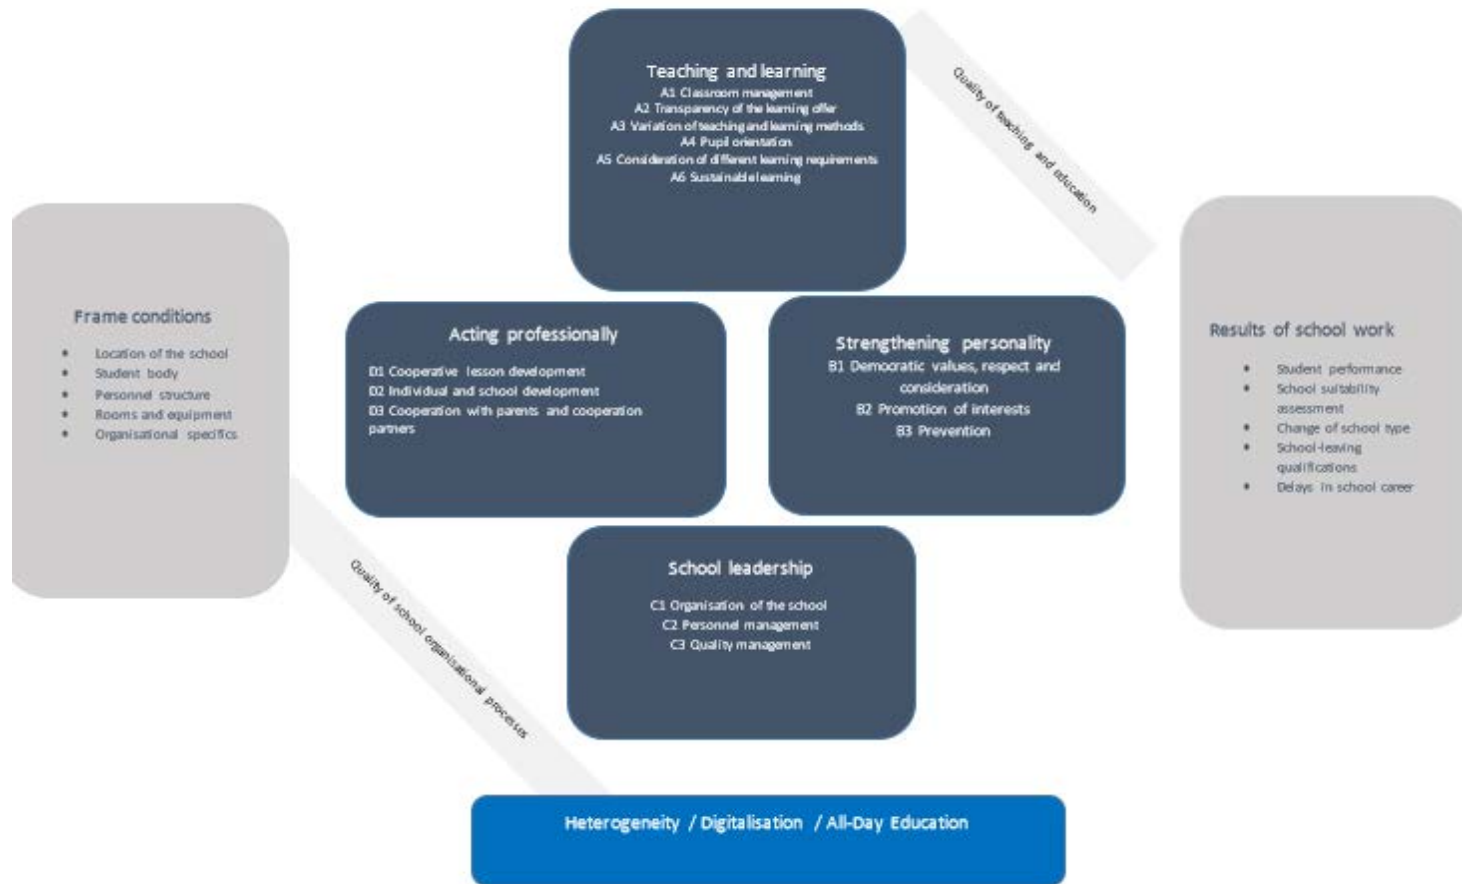 Teaching and learning
A1 Classroom management
A2 Transparency of the learning offer
A3 Variation of teaching and learning methods
A4 Pupil orientation
A5 Consideration of different learning requirements
A6 Sustainable learning
Quality of teaching and education
Frame conditions
• Location of the school
• Student body
• Personnel structure
• Rooms and equipment
• Organisational specifics
Acting professionally
D1 Cooperative lesson development
D2 Individual and school development
D3 Cooperation with parents and cooperation
partners
Strengthening personality
B1 Democratic values, respect and
consideration
B2 Promotion of interests
B3 Prevention
Results of school work
• Student performance
• School suitability
assessment
• Change of school type
• School-leaving
qualifications
• Delays in school career
School leadership
C1 Organisation of the school
C2 Personnel management
C3 Quality management
Quality of school organisational processes
Heterogeneity / Digitalisation / All-Day Education